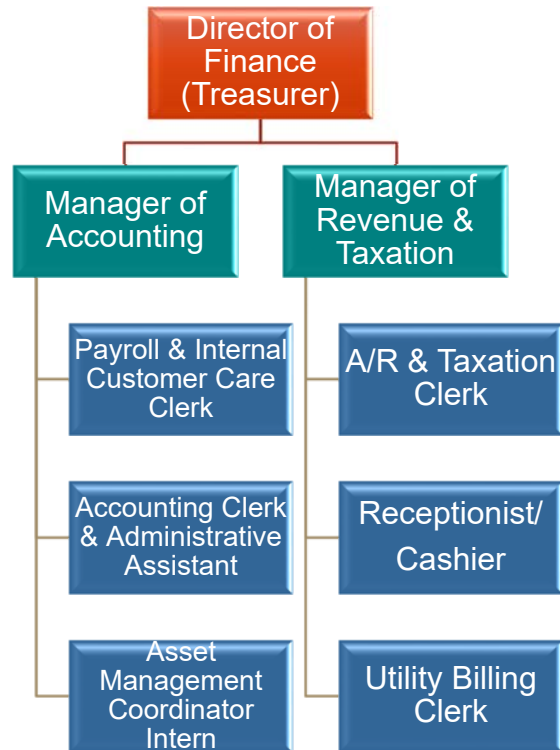 Director of
Finance
(Treasurer)
Manager of
Accounting
Manager of
Revenue &
Taxation
Payroll & Internal
Customer Care
Clerk
Accounting Clerk
& Administrative
Assistant
Asset
Management
Coordinator
Intern
A/R & Taxation
Clerk
Receptionist/
Cashier
Utility Billing
Clerk